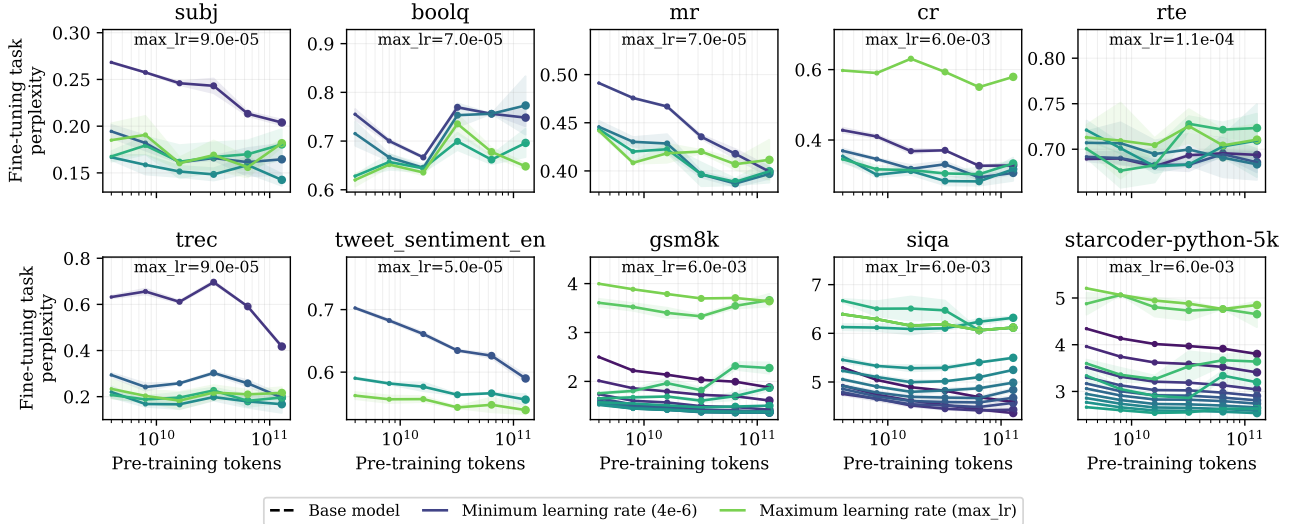 subj boolq mr cr rte
max_lr=9.0e-05 max_lr=7.0e-05 max_lr=7.0e-05 max_lr=6.0e-03 max_lr=1.1e-04
Fine-tuning task
perplexity
0.30
0.25
0.20
0.15
0.9
0.8
0.7
0.6
0.50
0.45
0.40
0.6
0.4
0.80
0.75
0.70
trec tweet_sentiment_en gsm8k siqa starcoder-python-5k
max_lr=9.0e-05 max_lr=5.0e-05 max_lr=6.0e-03 max_lr=6.0e-03 max_lr=6.0e-03
Fine-tuning task
perplexity
0.8
0.6
0.4
0.2
0.7
0.6
4
3
2
7
6
5
5
4
3
10¹⁰ 10¹¹ 10¹⁰ 10¹¹ 10¹⁰ 10¹¹ 10¹⁰ 10¹¹ 10¹⁰ 10¹¹
Pre-training tokens Pre-training tokens Pre-training tokens Pre-training tokens Pre-training tokens
Base model Minimum learning rate (4e-6) Maximum learning rate (max_lr)